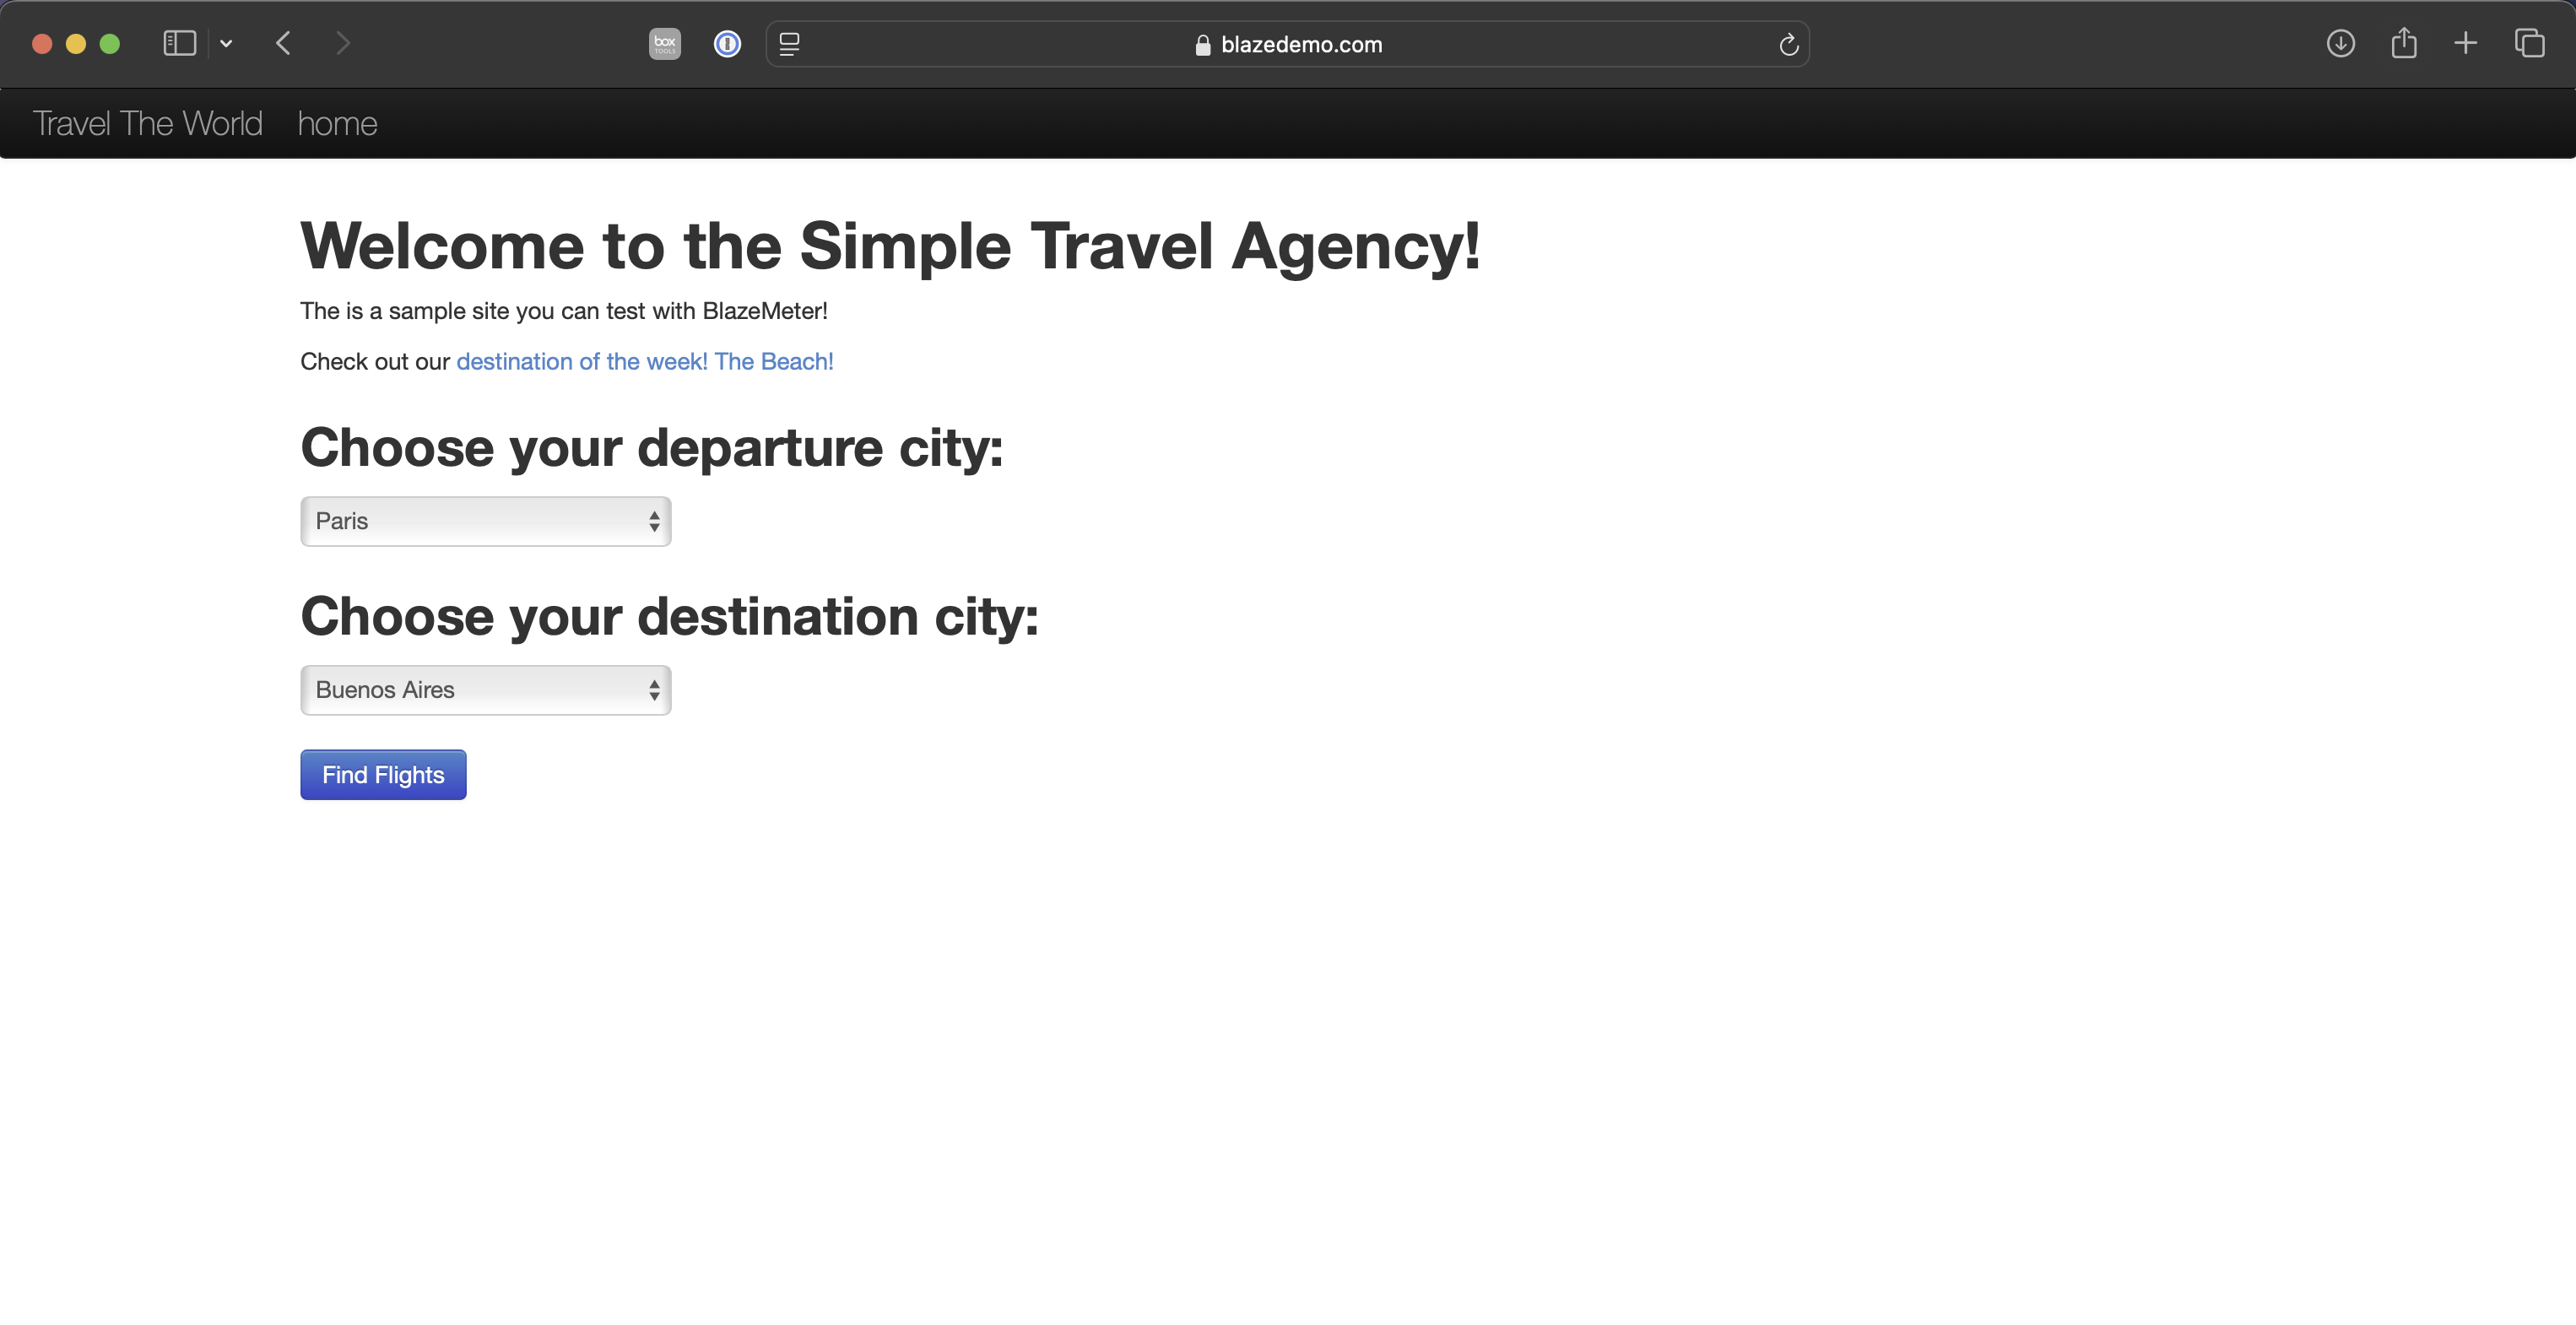 box
TOOLS
blazedemo.com
Travel The World home
Welcome to the Simple Travel Agency!
The is a sample site you can test with BlazeMeter!
Check out our destination of the week! The Beach!
Choose your departure city:
Paris
Choose your destination city:
Buenos Aires
Find Flights